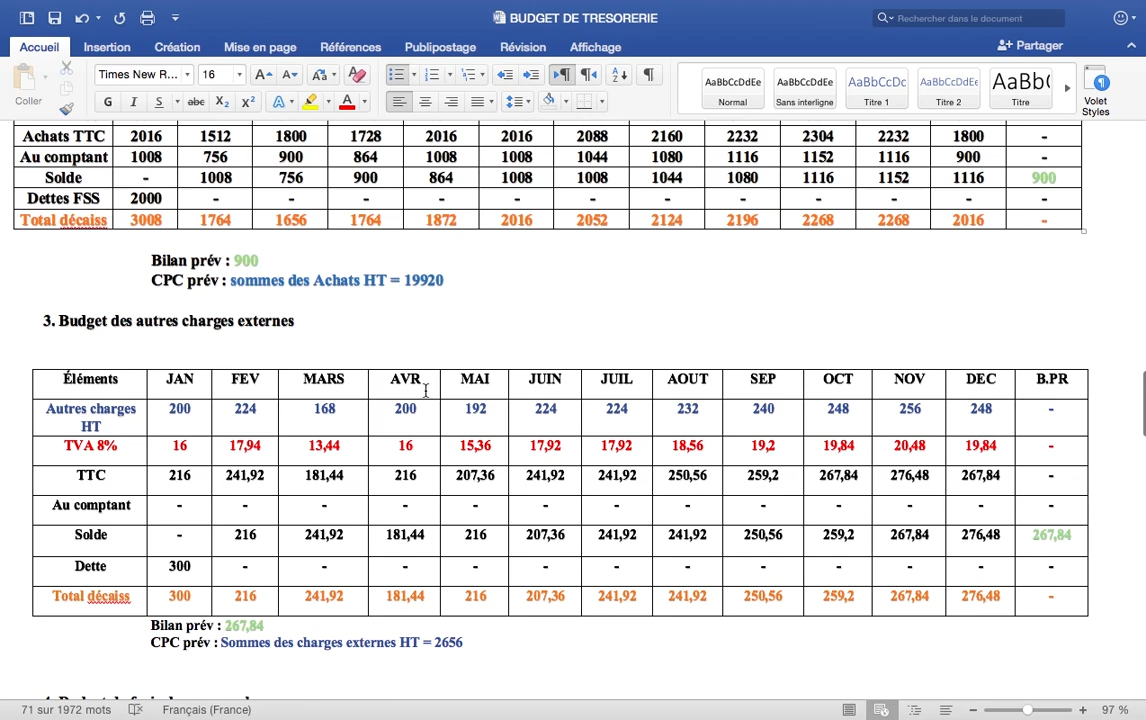 BUDGET DE TRESORERIE
Rechercher dans le document
Accueil Insertion Création Mise en page Références Publipostage Révision Affichage Partager
Times New R... 16
Coller
G I S abc X2 X2 A A
AaBbCcDdEe AaBbCcDdEe AaBbCcDc AaBbCcDdEe AaBb(
Normal Sans interligne Titre 1 Titre 2 Titre
Volet Styles
Achats TTC 2016 1512 1800 1728 2016 2016 2088 2160 2232 2304 2232 1800 -
Au comptant 1008 756 900 864 1008 1008 1044 1080 1116 1152 1116 900 -
Solde - 1008 756 900 864 1008 1008 1044 1080 1116 1152 1116 900
Dettes FSS 2000 - - - - - - - - - - - -
Total décaiss 3008 1764 1656 1764 1872 2016 2052 2124 2196 2268 2268 2016 -
Bilan prév : 900
CPC prév : sommes des Achats HT = 19920
3. Budget des autres charges externes
Éléments JAN FEV MARS AVR MAI JUIN JUIL AOUT SEP OCT NOV DEC B.PR
Autres charges HT 200 224 168 200 192 224 224 232 240 248 256 248 -
TVA 8% 16 17,94 13,44 16 15,36 17,92 17,92 18,56 19,2 19,84 20,48 19,84 -
TTC 216 241,92 181,44 216 207,36 241,92 241,92 250,56 259,2 267,84 276,48 267,84 -
Au comptant - - - - - - - - - - - - -
Solde - 216 241,92 181,44 216 207,36 241,92 241,92 250,56 259,2 267,84 276,48 267,84
Dette 300 - - - - - - - - - - - -
Total décaiss 300 216 241,92 181,44 216 207,36 241,92 241,92 250,56 259,2 267,84 276,48 -
Bilan prév : 267,84
CPC prév : Sommes des charges externes HT = 2656
71 sur 1972 mots Français (France) 97 %